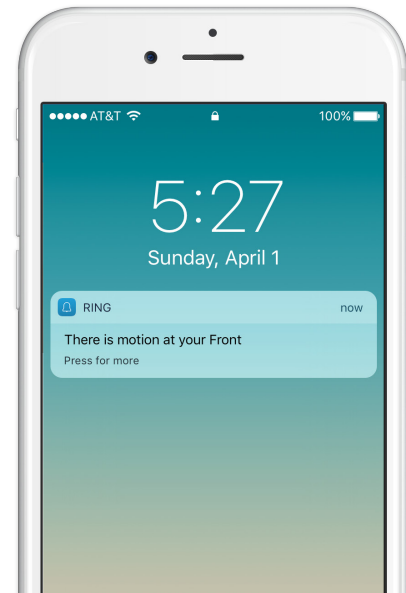 ●●●●● AT&T 100%
5:27
Sunday, April 1
RING now
There is motion at your Front
Press for more